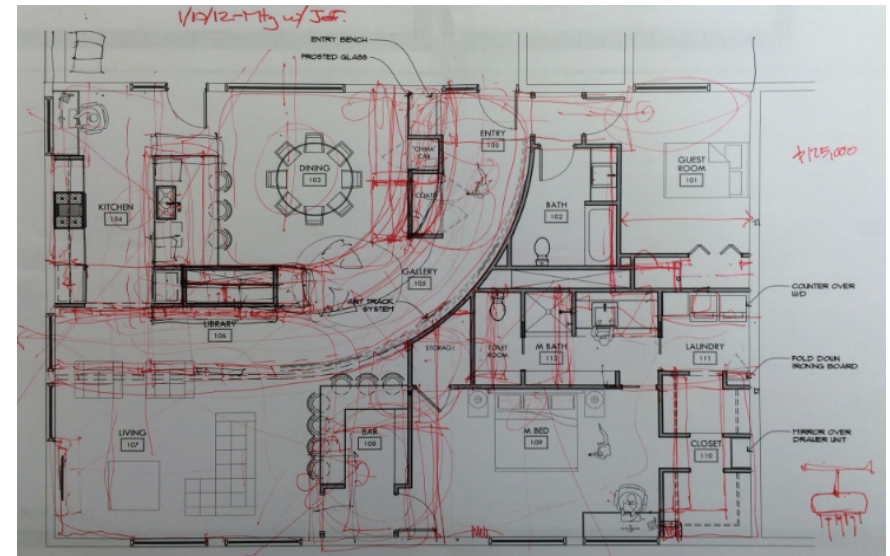 1/10/12-Mtg w/ Jeff.
ENTRY BENCH
FROSTED GLASS
ENTRY
100
"CHINA"
CAB.
COATS
DINING
103
KITCHEN
104
GUEST
ROOM
101
$125,000
BATH
102
GALLERY
105
ART TRACK
SYSTEM
LIBRARY
106
COUNTER OVER
W/D
STORAGE
TOILET
ROOM
M BATH
112
LAUNDRY
111
FOLD DOWN
IRONING BOARD
LIVING
107
BAR
108
M BED
109
CLOSET
110
MIRROR OVER
DRAWER UNIT